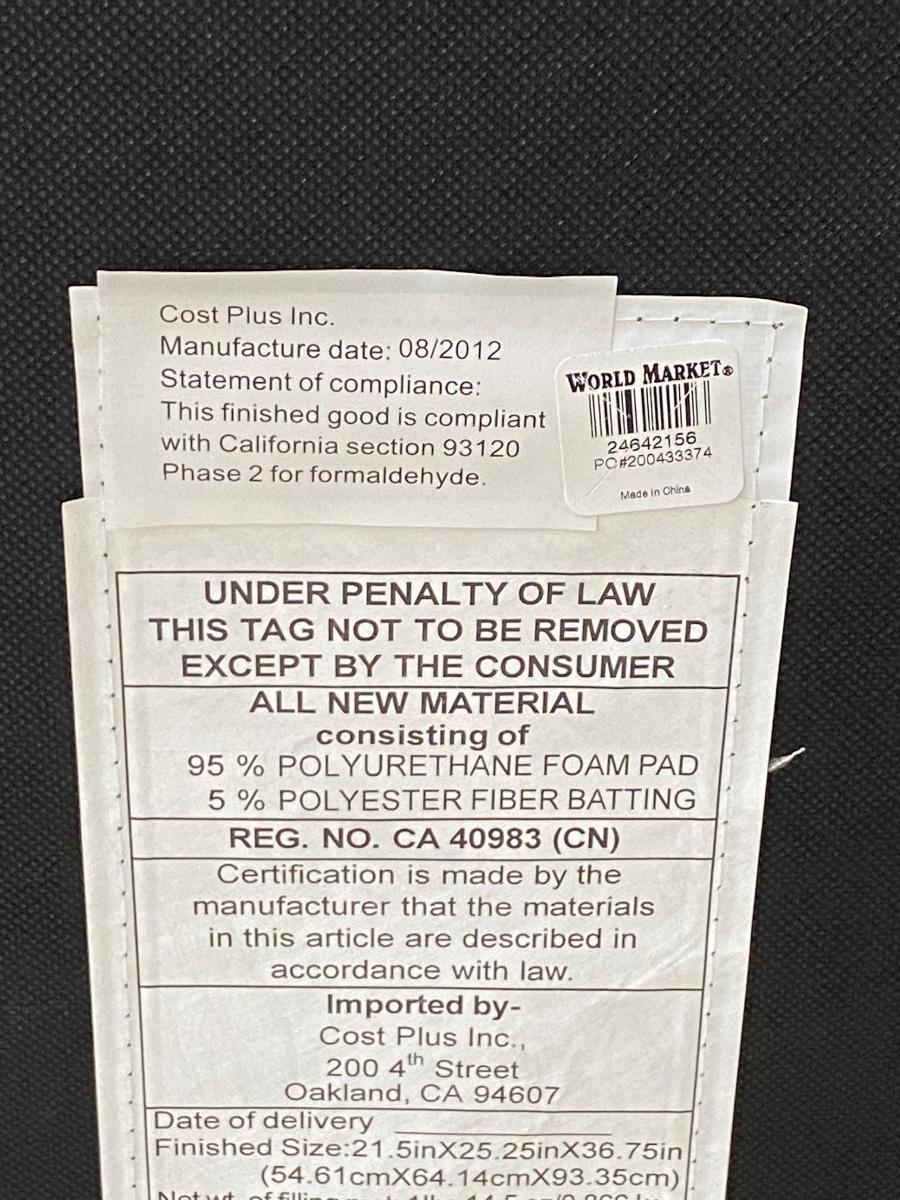 Cost Plus Inc.
Manufacture date: 08/2012
Statement of compliance:
This finished good is compliant
with California section 93120
Phase 2 for formaldehyde.
WORLD MARKET®
24642156
PO#200433374
Made in China
UNDER PENALTY OF LAW
THIS TAG NOT TO BE REMOVED
EXCEPT BY THE CONSUMER
ALL NEW MATERIAL
consisting of
95 % POLYURETHANE FOAM PAD
5 % POLYESTER FIBER BATTING
REG. NO. CA 40983 (CN)
Certification is made by the
manufacturer that the materials
in this article are described in
accordance with law.
Imported by-
Cost Plus Inc.,
200 4th Street
Oakland, CA 94607
Date of delivery
Finished Size:21.5inX25.25inX36.75in
(54.61cmX64.14cmX93.35cm)
Net wt. of filling